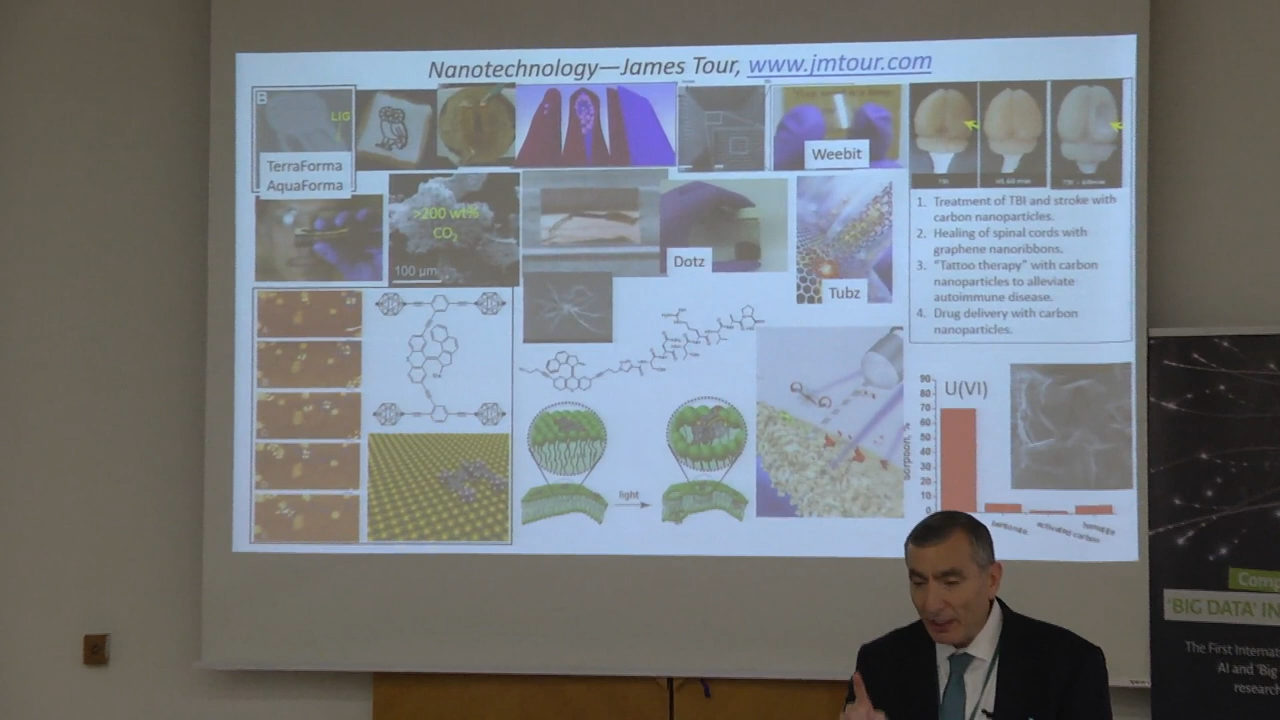 Nanotechnology—James Tour, www.jmtour.com
B
LIG
TerraForma
AquaForma
Weebit
>200 wt%
CO2
100 µm
Dotz
Tubz
1. Treatment of TBI and stroke with
carbon nanoparticles.
2. Healing of spinal cords with
graphene nanoribbons.
3. "Tattoo therapy" with carbon
nanoparticles to alleviate
autoimmune disease.
4. Drug delivery with carbon
nanoparticles.
light
U(VI)
90
80
70
60
50
40
30
20
10
0
sorpsion, %
activated carbon
Comp
'BIG DATA' IN
The First Internat
AI and 'Big
research